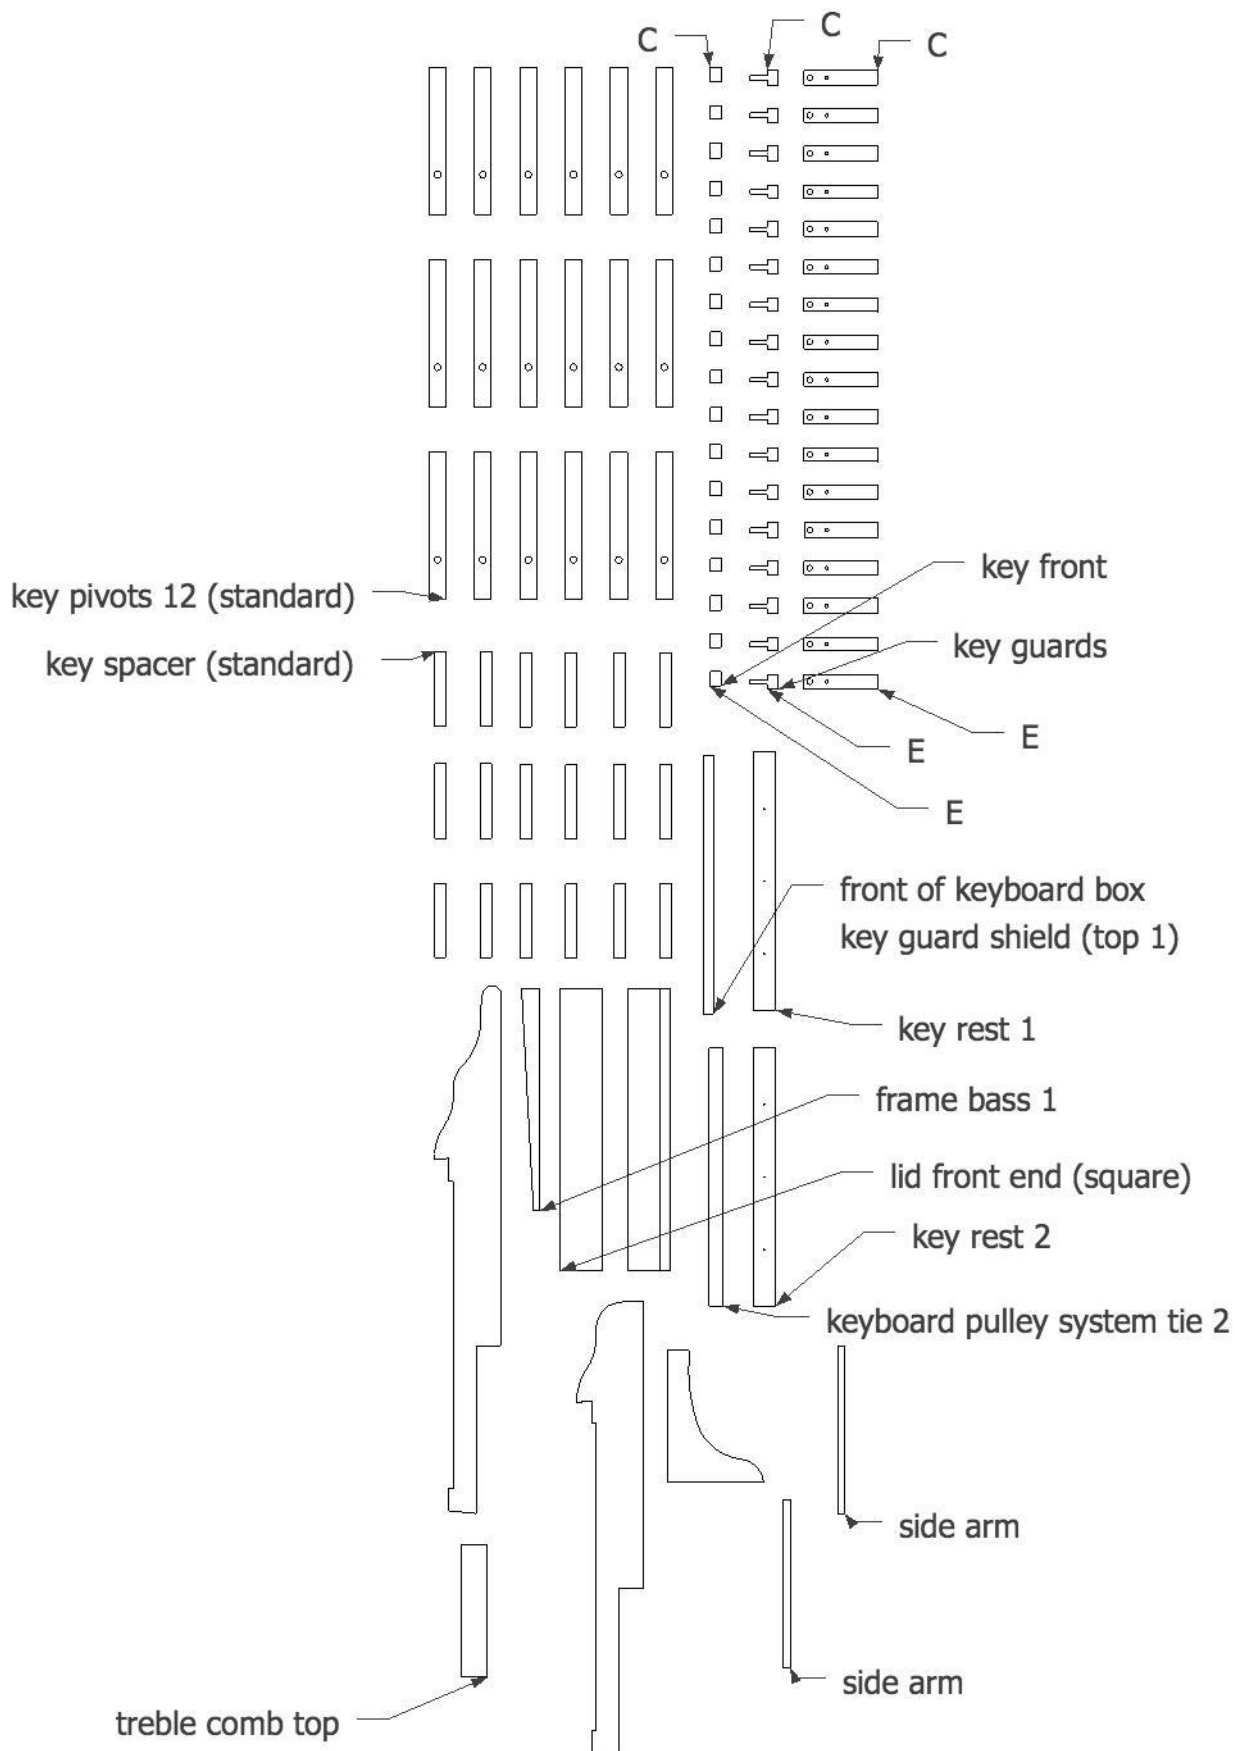 C
C
C
key front
key pivots 12 (standard)
key guards
key spacer (standard)
E
E
E
front of keyboard box
key guard shield (top 1)
key rest 1
frame bass 1
lid front end (square)
key rest 2
keyboard pulley system tie 2
side arm
side arm
treble comb top